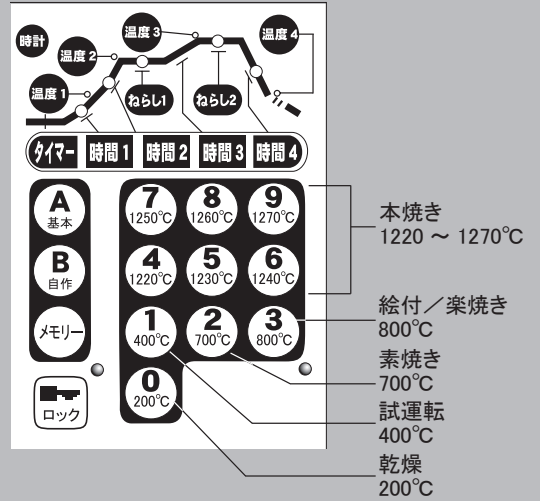 時計
温度3
温度4
温度2
温度1
ねらし1
ねらし2
タイマー 時間1 時間2 時間3 時間4
A
基本
7
1250℃
8
1260℃
9
1270℃
本焼き
1220 ~ 1270℃
B
自作
4
1220℃
5
1230℃
6
1240℃
メモリー
1
400℃
2
700℃
3
800℃
絵付/楽焼き
800℃
素焼き
700℃
ロック
0
200℃
試運転
400℃
乾燥
200℃